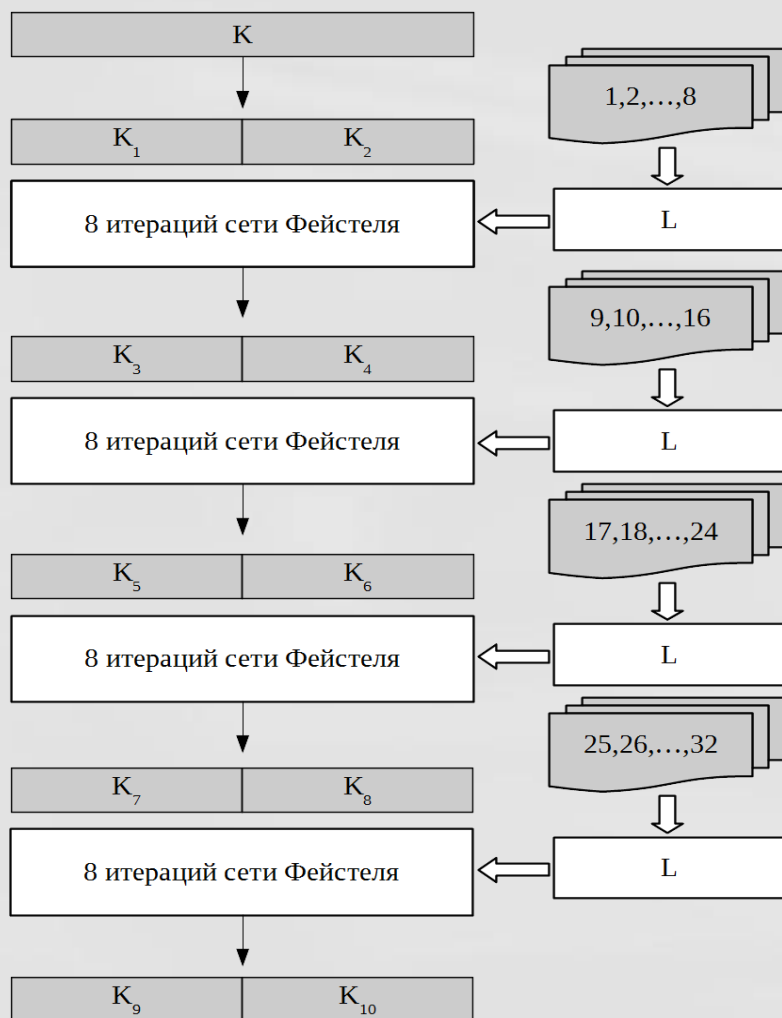 K
1,2,…,8
K₁ K₂
8 итераций сети Фейстеля
L
9,10,…,16
K₃ K₄
8 итераций сети Фейстеля
L
17,18,…,24
K₅ K₆
8 итераций сети Фейстеля
L
25,26,…,32
K₇ K₈
8 итераций сети Фейстеля
L
K₉ K₁₀